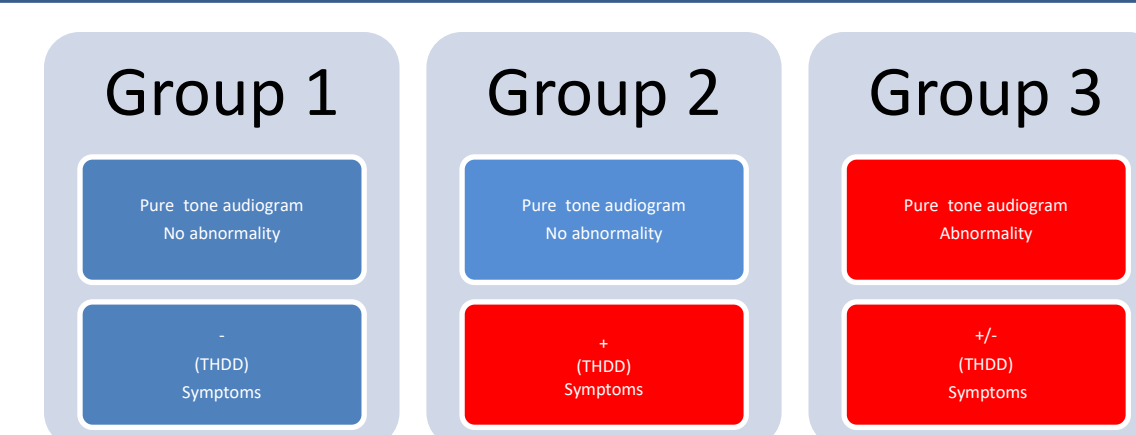 Group 1
Pure tone audiogram
No abnormality
-
(THDD)
Symptoms
Group 2
Pure tone audiogram
No abnormality
+
(THDD)
Symptoms
Group 3
Pure tone audiogram
Abnormality
+/-
(THDD)
Symptoms